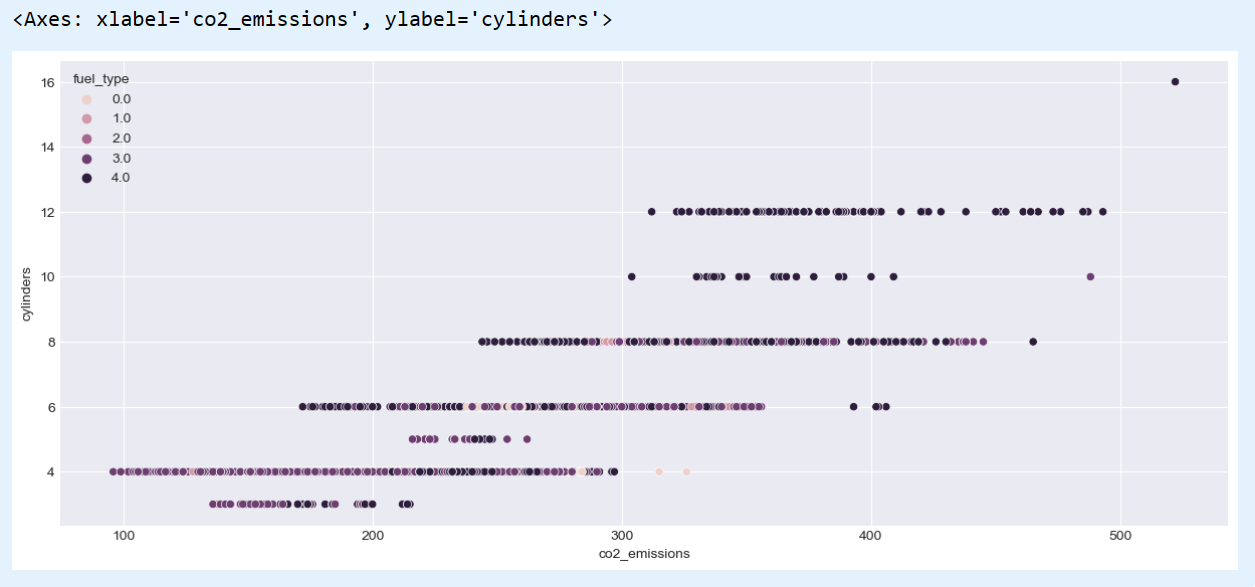 <Axes: xlabel='co2_emissions', ylabel='cylinders'>
fuel_type
0.0
1.0
2.0
3.0
4.0
16
14
12
10
8
6
4
cylinders
100 200 300 400 500
co2_emissions